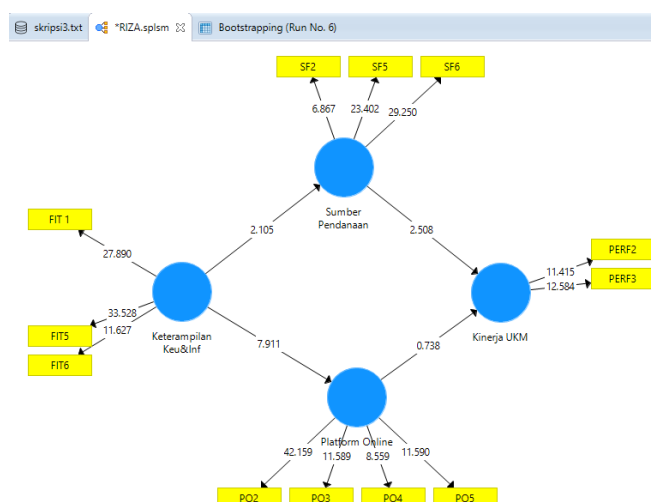 skripsi3.txt
*RIZA.splsm
Bootstrapping (Run No. 6)
SF2
SF5
SF6
6.867
23.402
29.250
Sumber
Pendanaan
FIT 1
27.890
2.105
2.508
PERF2
11.415
12.584
PERF3
33.528
FIT5
11.627
FIT6
Keterampilan
Keu&Inf
7.911
0.738
Kinerja UKM
Platform Online
42.159
11.589
8.559
11.590
PO2
PO3
PO4
PO5